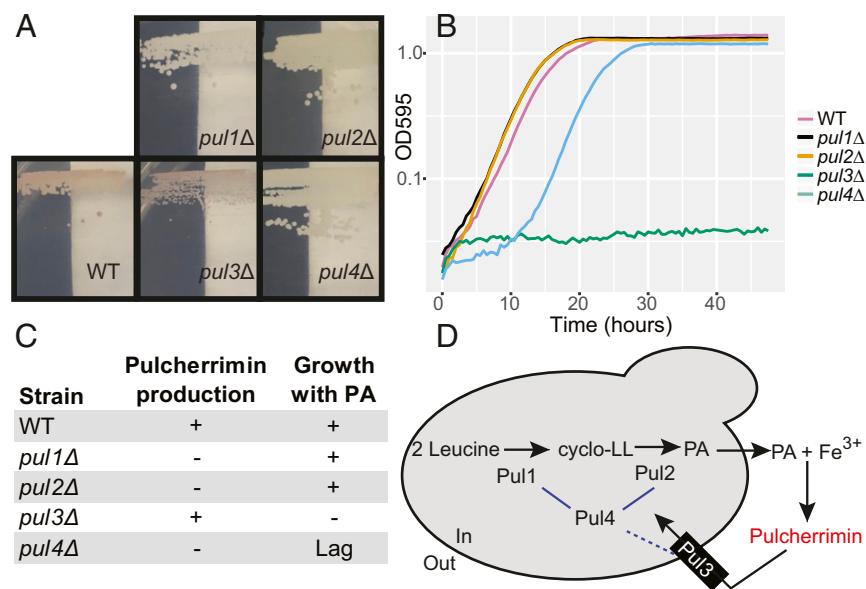 A
pul1Δ
pul2Δ
WT
pul3Δ
pul4Δ
B
OD595
1.0
0.1
0
10
20
30
40
Time (hours)
WT
pul1Δ
pul2Δ
pul3Δ
pul4Δ
C
Strain Pulcherrimin production Growth with PA
WT + +
pul1Δ - +
pul2Δ - +
pul3Δ + -
pul4Δ - Lag
D
2 Leucine cyclo-LL PA PA + Fe³⁺
Pul1 Pul2
Pul4
In
Out
Pul3
Pulcherrimin